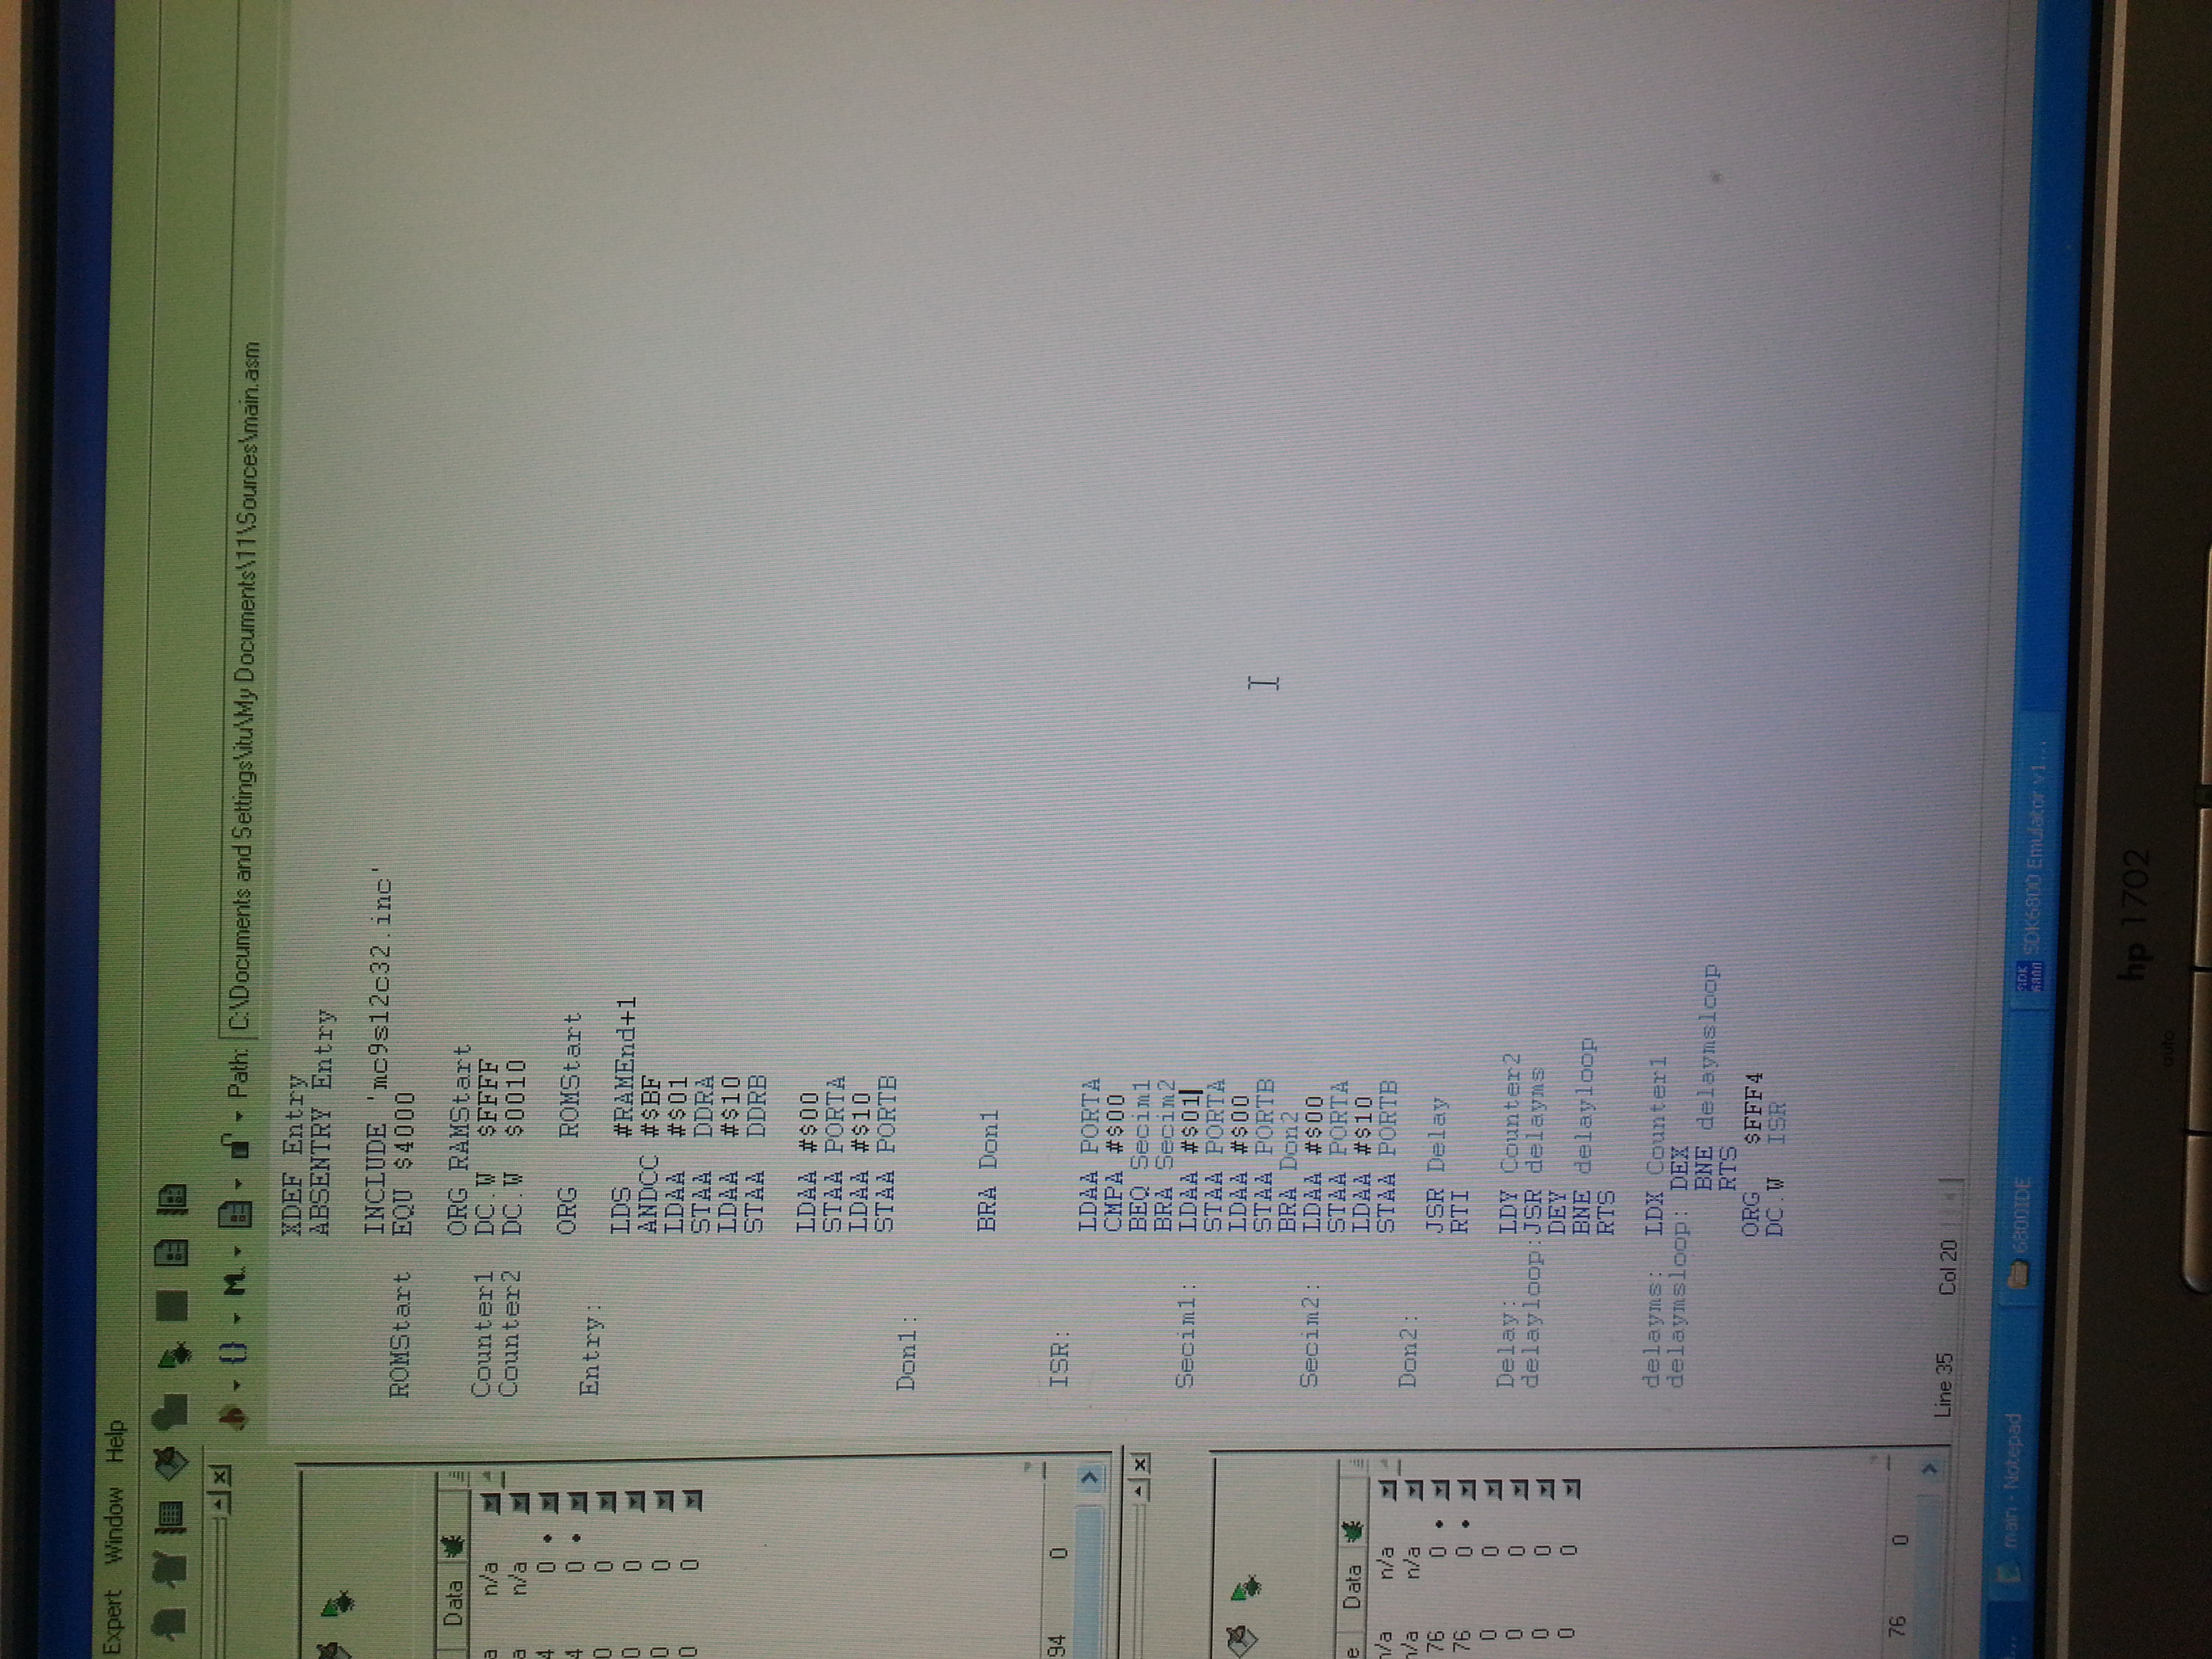 Expert Window Help
Path: C:\Documents and Settings\itu\My Documents\11\Sources\main.asm
XDEF Entry
ABSENTRY Entry
INCLUDE 'mc9s12c32.inc'
ROMStart EQU $4000
ORG RAMStart
Counter1 DC.W $FFFF
Counter2 DC.W $0010
ORG ROMStart
Entry:
LDS #RAMEnd+1
ANDCC #$BF
LDAA #$01
STAA DDRA
LDAA #$10
STAA DDRB
LDAA #$00
STAA PORTA
LDAA #$10
STAA PORTB
Don1:
BRA Don1
ISR:
LDAA PORTA
CMPA #$00
BEQ Secim1
BRA Secim2
Secim1: LDAA #$01
STAA PORTA
LDAA #$00
STAA PORTB
BRA Don2
Secim2: LDAA #$00
STAA PORTA
LDAA #$10
STAA PORTB
Don2:
JSR Delay
RTI
Delay: LDY Counter2
delayloop:JSR delayms
DEY
BNE delayloop
RTS
delayms: LDX Counter1
delaymsloop: DEX
BNE delaymsloop
RTS
ORG $FFF4
DC.W ISR
Line 35 Col 20
Data
a n/a
a n/a
4 0
4 0
0 0
0 0
0 0
0 0
94 0
e Data
n/a n/a
n/a n/a
76 0
76 0
0 0
0 0
0 0
0 0
76 0
main - Notepad
6800IDE
SDK 6800
SDK6800 Emulator v1...
hp 1702
auto